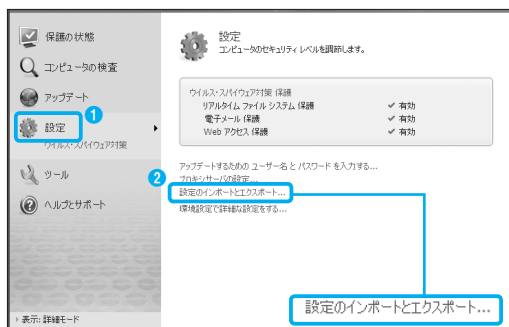 保護の状態
コンピュータの検査
アップデート
1
設定
ウイルス・スパイウェア対策
ツール
ヘルプとサポート
表示: 詳細モード
設定
コンピュータのセキュリティ レベルを調節します。
ウイルス・スパイウェア対策 保護
リアルタイム ファイル システム 保護 ✔ 有効
電子メール 保護 ✔ 有効
Web アクセス 保護 ✔ 有効
アップデートするための ユーザー名 と パスワード を入力する...
2
プロキシサーバの設定...
設定のインポートとエクスポート...
環境設定で詳細な設定をする...
設定のインポートとエクスポート...